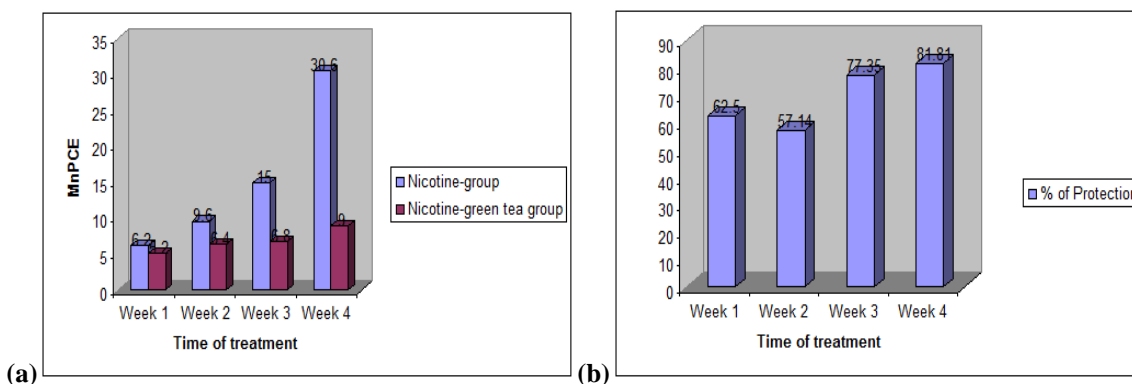 35
30
25
20
15
10
5
0
MnPCE
6.2
9.6
6.4
15
6.8
30.6
9
Week 1 Week 2 Week 3 Week 4
Time of treatment
Nicotine-group
Nicotine-green tea group
(a)
90
80
70
60
50
40
30
20
10
0
62.5
57.14
77.35
81.81
Week 1 Week 2 Week 3 Week 4
Time of treatment
% of Protection
(b)